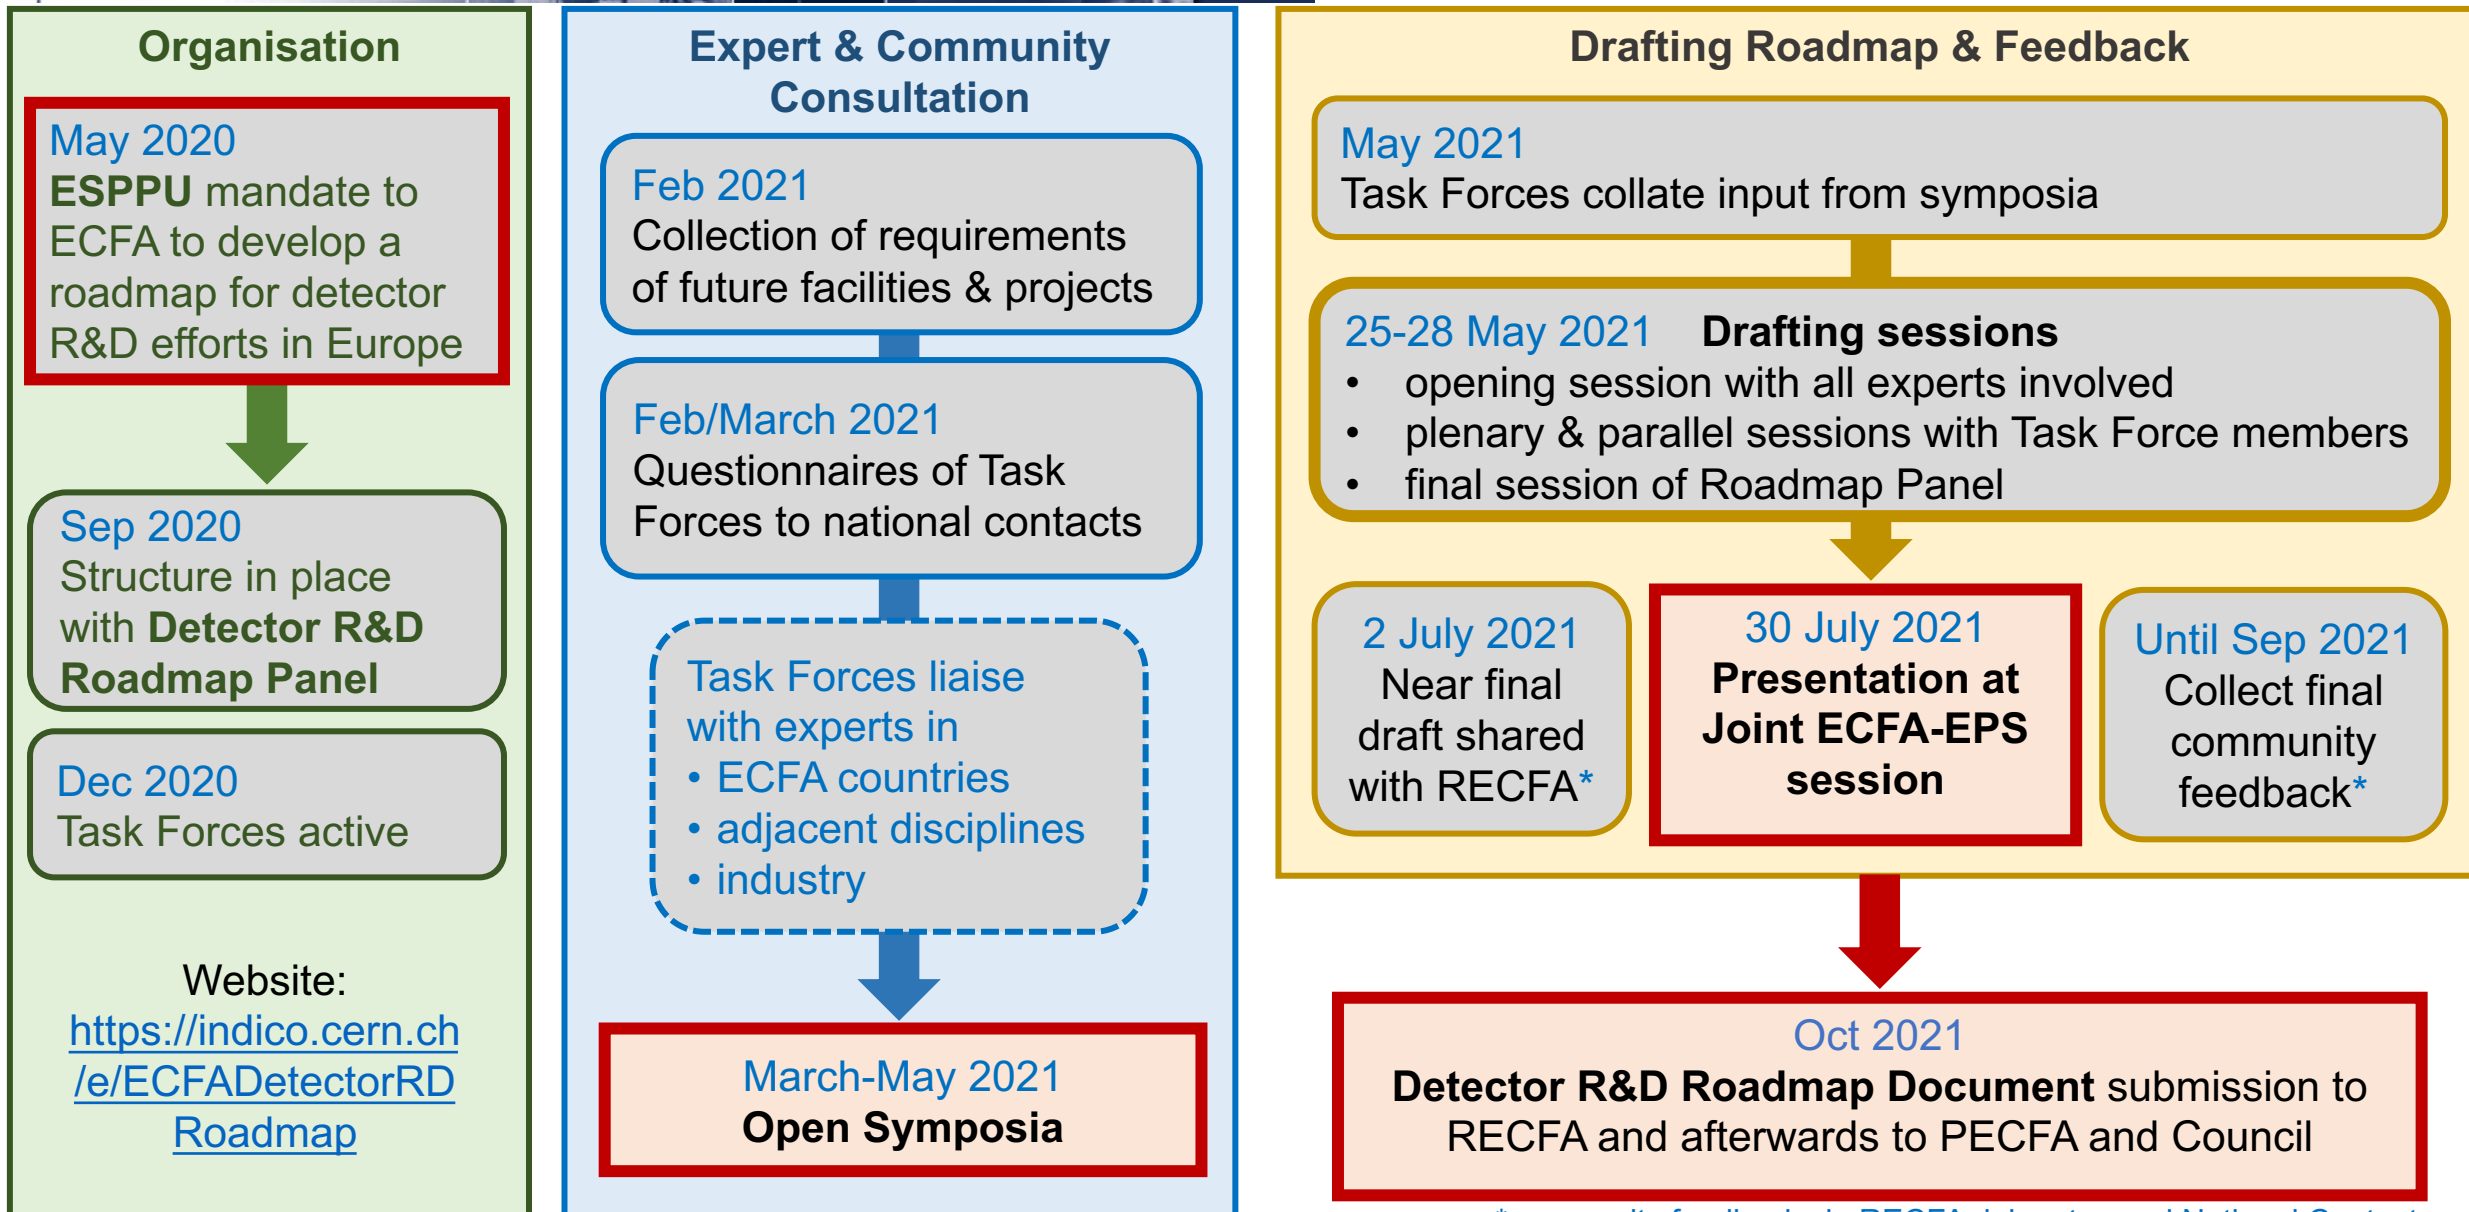 Organisation
May 2020
ESPPU mandate to
ECFA to develop a
roadmap for detector
R&D efforts in Europe
Sep 2020
Structure in place
with Detector R&D
Roadmap Panel
Dec 2020
Task Forces active
Website:
https://indico.cern.ch
/e/ECFADetectorRD
Roadmap
Expert & Community
Consultation
Feb 2021
Collection of requirements
of future facilities & projects
Feb/March 2021
Questionnaires of Task
Forces to national contacts
Task Forces liaise
with experts in
• ECFA countries
• adjacent disciplines
• industry
March-May 2021
Open Symposia
Drafting Roadmap & Feedback
May 2021
Task Forces collate input from symposia
25-28 May 2021 Drafting sessions
• opening session with all experts involved
• plenary & parallel sessions with Task Force members
• final session of Roadmap Panel
2 July 2021
Near final
draft shared
with RECFA*
30 July 2021
Presentation at
Joint ECFA-EPS
session
Until Sep 2021
Collect final
community
feedback*
Oct 2021
Detector R&D Roadmap Document submission to
RECFA and afterwards to PECFA and Council